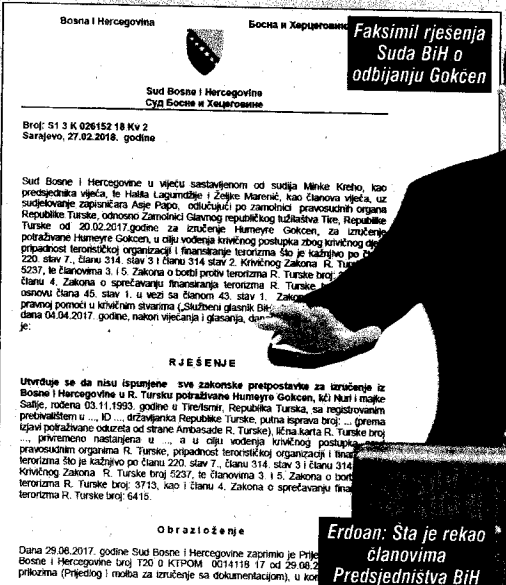 Bosna i Hercegovina
Босна и Херцеговина
Faksimil rješenja
Suda BiH o
odbijanju Gokčen
Sud Bosne i Hercegovine
Суд Босне и Херцеговине
Broj: S1 3 K 026152 18 Kv 2
Sarajevo, 27.02.2018. godine
Sud Bosne i Hercegovine u vijeću sastavljenom od sudija Minke Kreho, kao
predsjednika vijeća, te Halila Lagumdžije i Željke Marenić, kao članova vijeća, uz
sudjelovanje zapisničara Asje Papo, odlučujući po zamolnici pravosudnih organa
Republike Turske, odnosno Zamolnici Glavnog republičkog tužilaštva Tire, Republike
Turske od 20.02.2017.godine za izručenje Humeyre Gokcen, za izručenje
potraživane Humeyre Gokcen, u cilju vođenja krivičnog postupka zbog krivičnog dje
pripadnost terorističkoj organizaciji i finansiranje terorizma što je kažnjivo po čl
220. stav 7., članu 314. stav 3 i članu 314 stav 2. Krivičnog Zakona R. Tu
5237, te članovima 3. i 5. Zakona o borbi protiv terorizma R. Turske broj:
članu 4. Zakona o sprečavanju finansiranja terorizma R. Turske
osnovu člana 45. stav 1. u vezi sa članom 43. stav 1. Zako
pravnoj pomoći u krivičnim stvarima („Službeni glasnik BiH
dana 04.04.2017. godine, nakon vijećanja i glasanja, dan
je:
RJEŠENJE
Utvrđuje se da nisu ispunjene sve zakonske pretpostavke za izručenje iz
Bosne i Hercegovine u R. Tursku potraživane Humeyre Gokcen, kći Nuri i majke
Safije, rođena 03.11.1993. godine u Tire/Ismir, Republika Turska, sa registrovanim
prebivalištem u ..., ID ..., državljanka Republike Turske, putna isprava broj: ... (prema
izjavi potraživane oduzeta od strane Ambasade R. Turske), lična karta R. Turske broj
..., privremeno nastanjena u ..., a u cilju vođenja krivičnog postupka
pravosudnim organima R. Turske, pripadnost terorističkoj organizaciji i finan
terorizma što je kažnjivo po članu 220. stav 7., članu 314. stav 3 i članu 314
Krivičnog Zakona R. Turske broj 5237, te članovima 3. i 5. Zakona o borb
terorizma R. Turske broj: 3713, kao i članu 4. Zakona o sprečavanju fina
terorizma R. Turske broj: 6415.
Obrazloženje
Dana 29.08.2017. godine Sud Bosne i Hercegovine zaprimio je Prije
Bosne i Hercegovine broj T20 0 KTPOM 0014118 17 od 29.08.2
prilozima (Prijedlog i molba za izručenje sa dokumentacijom), u kon
Erdoan: Šta je rekao
članovima
Predsjedništva BiH